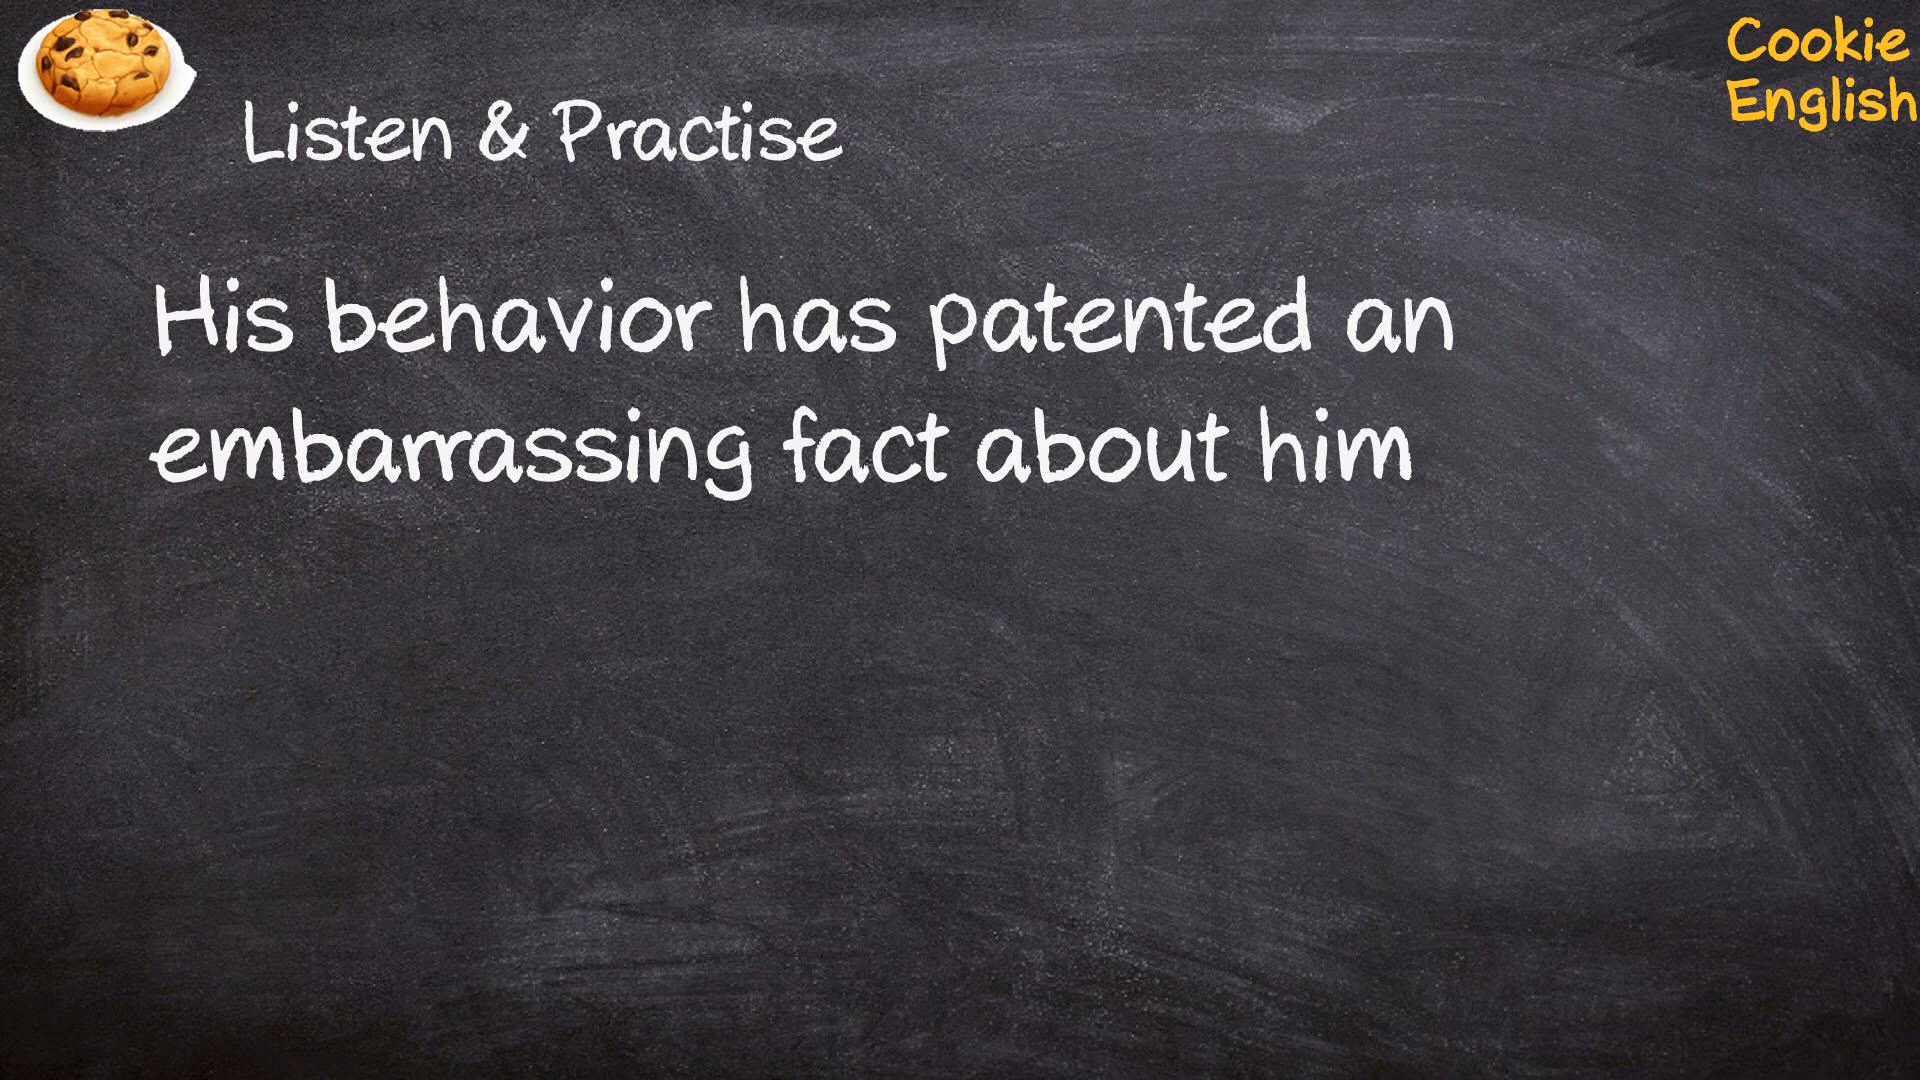 Cookie
English
Listen & Practise
His behavior has patented an
embarrassing fact about him